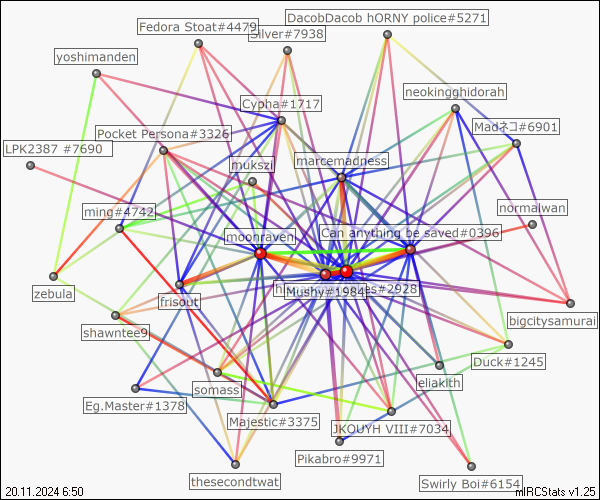 DacobDacob hORNY police#5271
Fedora Stoat#4479
Silver#7938
yoshimanden
neokingghidorah
Cypha#1717
Madネコ#6901
Pocket Persona#3326
LPK2387 #7690
marcemadness
mukszi
normalwan
ming#4742
moonraven
Can anything be saved#0396
zebula
frisout
Mushy#1984
es#2928
bigcitysamurai
shawntee9
Duck#1245
eliakith
somass
Eg.Master#1378
Majestic#3375
JKOUYH VIII#7034
Pikabro#9971
thesecondtwat
Swirly Boi#6154
20.11.2024 6:50
mIRCStats v1.25